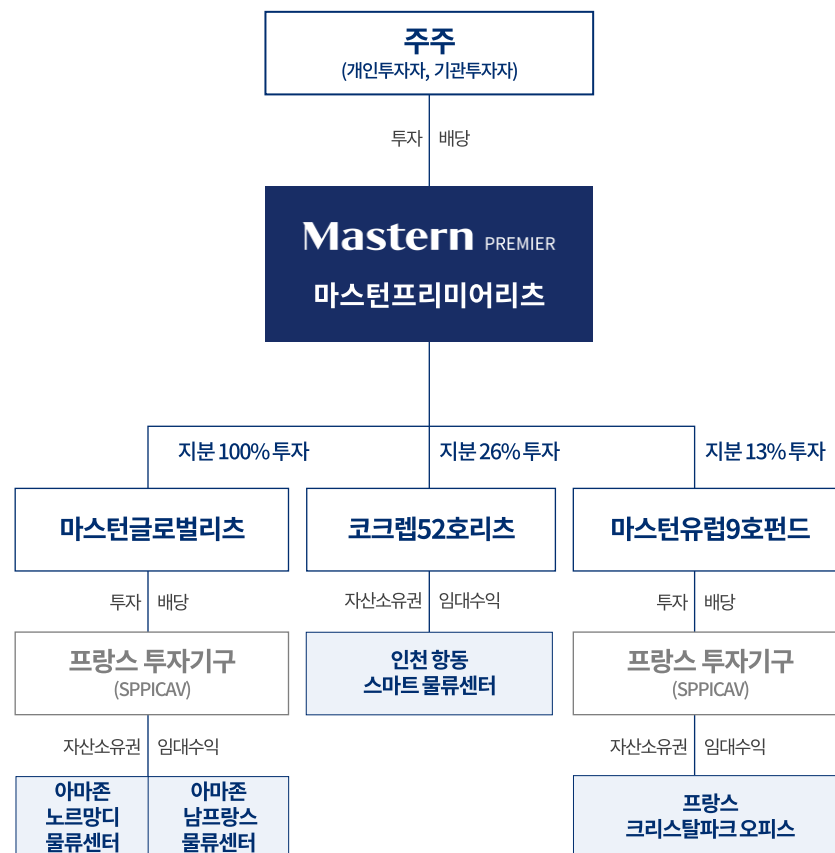 주주
(개인투자자, 기관투자자)
투자 배당
Mastern PREMIER
마스턴프리미어리츠
지분 100% 투자
지분 26% 투자
지분 13% 투자
마스턴글로벌리츠
코크렙52호리츠
마스턴유럽9호펀드
투자 배당
자산소유권 임대수익
투자 배당
프랑스 투자기구
(SPPICAV)
인천 항동
스마트 물류센터
프랑스 투자기구
(SPPICAV)
자산소유권 임대수익
자산소유권 임대수익
아마존
노르망디
물류센터
아마존
남프랑스
물류센터
프랑스
크리스탈파크 오피스